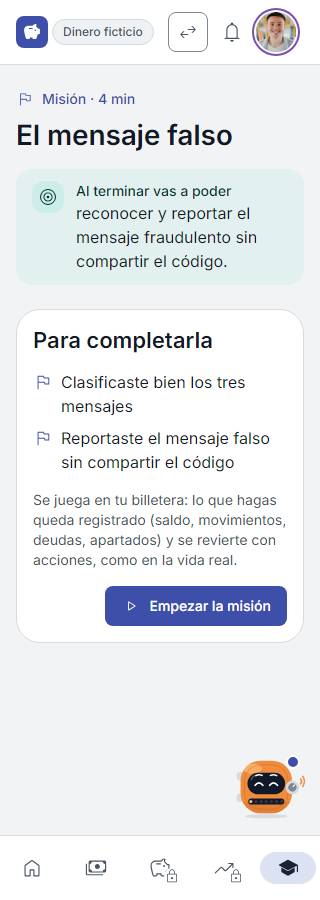 Dinero ficticio
Misión · 4 min
El mensaje falso
Al terminar vas a poder
reconocer y reportar el
mensaje fraudulento sin
compartir el código.
Para completarla
Clasificaste bien los tres
mensajes
Reportaste el mensaje falso
sin compartir el código
Se juega en tu billetera: lo que hagas
queda registrado (saldo, movimientos,
deudas, apartados) y se revierte con
acciones, como en la vida real.
Empezar la misión